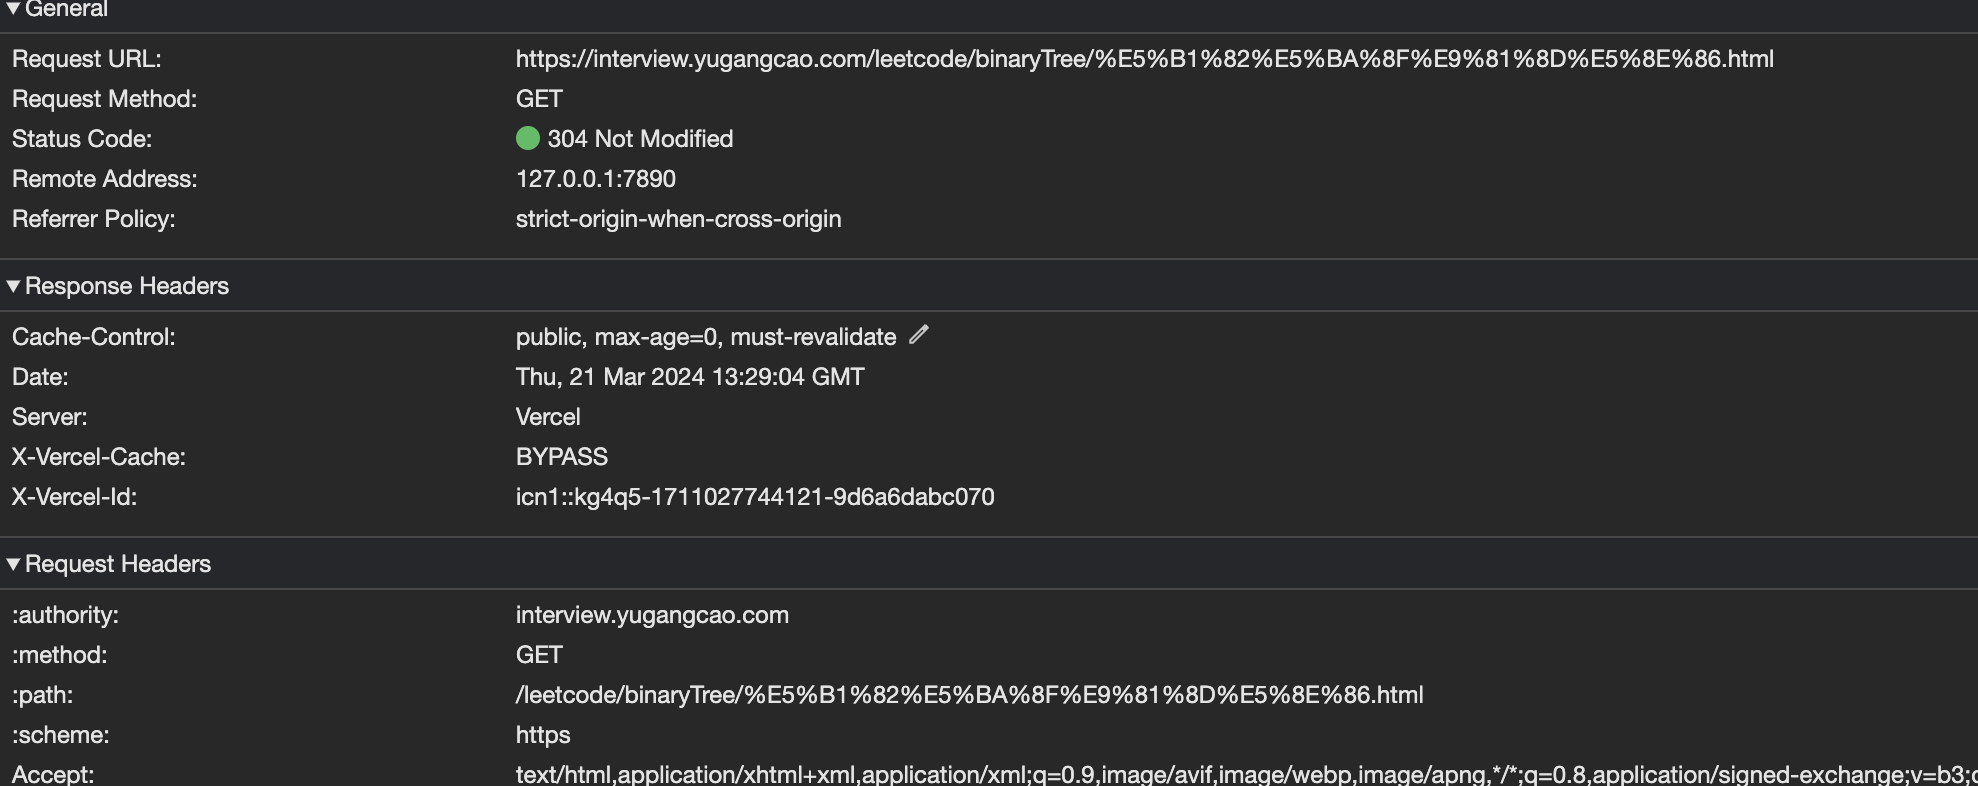 General
Request URL: https://interview.yugangcao.com/leetcode/binaryTree/%E5%B1%82%E5%BA%8F%E9%81%8D%E5%8E%86.html
Request Method: GET
Status Code: 304 Not Modified
Remote Address: 127.0.0.1:7890
Referrer Policy: strict-origin-when-cross-origin
Response Headers
Cache-Control: public, max-age=0, must-revalidate
Date: Thu, 21 Mar 2024 13:29:04 GMT
Server: Vercel
X-Vercel-Cache: BYPASS
X-Vercel-Id: icn1::kg4q5-1711027744121-9d6a6dabc070
Request Headers
:authority: interview.yugangcao.com
:method: GET
:path: /leetcode/binaryTree/%E5%B1%82%E5%BA%8F%E9%81%8D%E5%8E%86.html
:scheme: https
Accept: text/html,application/xhtml+xml,application/xml;q=0.9,image/avif,image/webp,image/apng,*/*;q=0.8,application/signed-exchange;v=b3;